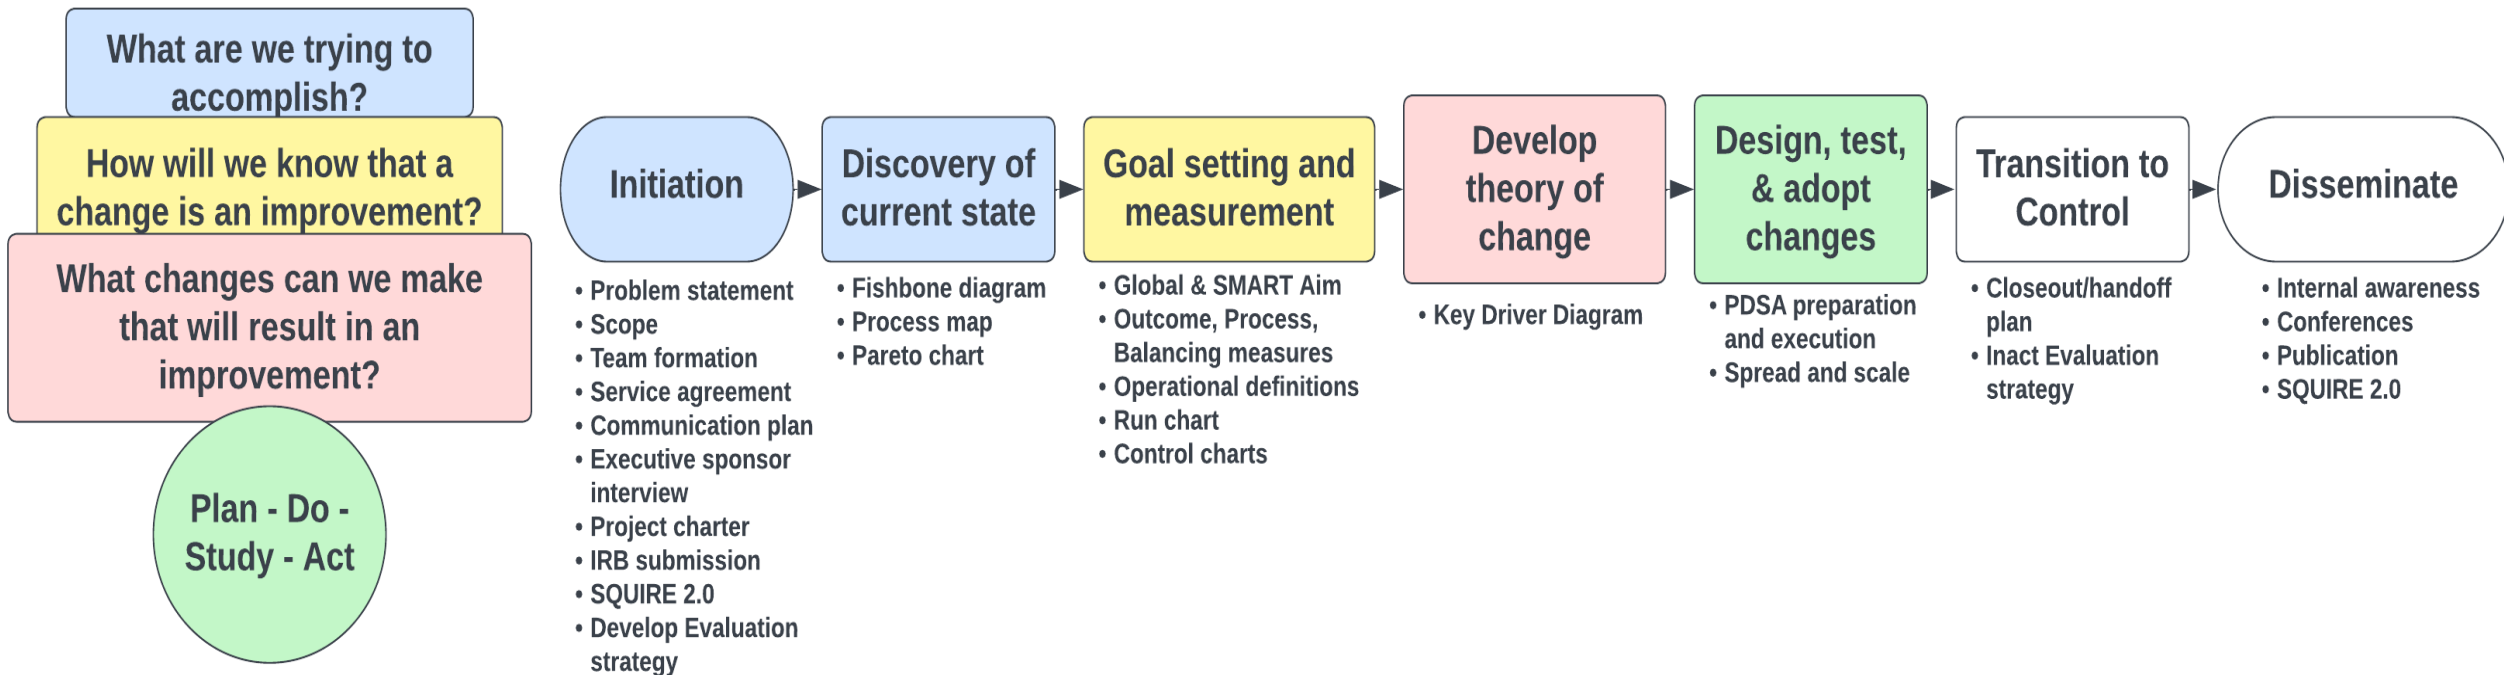 What are we trying to
accomplish?
How will we know that a
change is an improvement?
What changes can we make
that will result in an
improvement?
Plan - Do -
Study - Act
Initiation
• Problem statement
• Scope
• Team formation
• Service agreement
• Communication plan
• Executive sponsor
interview
• Project charter
• IRB submission
• SQUIRE 2.0
• Develop Evaluation
strategy
Discovery of
current state
• Fishbone diagram
• Process map
• Pareto chart
Goal setting and
measurement
• Global & SMART Aim
• Outcome, Process,
Balancing measures
• Operational definitions
• Run chart
• Control charts
Develop
theory of
change
• Key Driver Diagram
Design, test,
& adopt
changes
• PDSA preparation
and execution
• Spread and scale
Transition to
Control
• Closeout/handoff
plan
• Inact Evaluation
strategy
Disseminate
• Internal awareness
• Conferences
• Publication
• SQUIRE 2.0